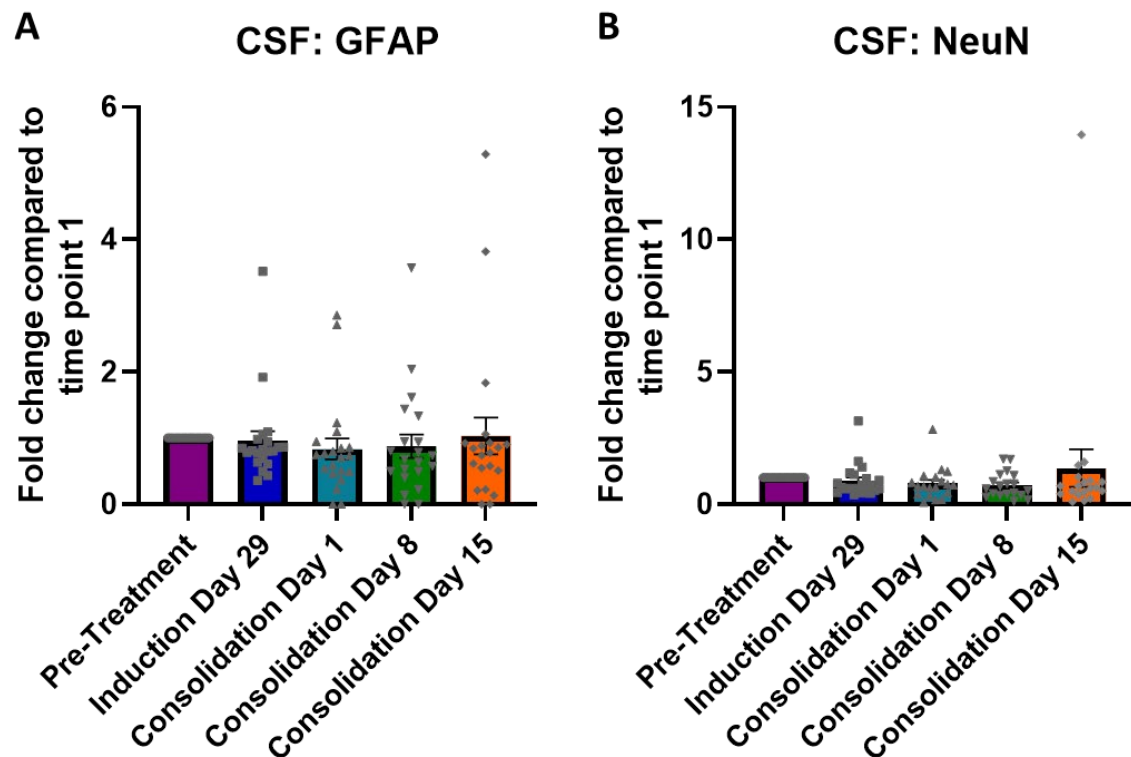 A
CSF: GFAP
Fold change compared to
time point 1
6
4
2
0
Pre-Treatment
Induction Day 29
Consolidation Day 1
Consolidation Day 8
Consolidation Day 15
B
CSF: NeuN
Fold change compared to
time point 1
15
10
5
0
Pre-Treatment
Induction Day 29
Consolidation Day 1
Consolidation Day 8
Consolidation Day 15